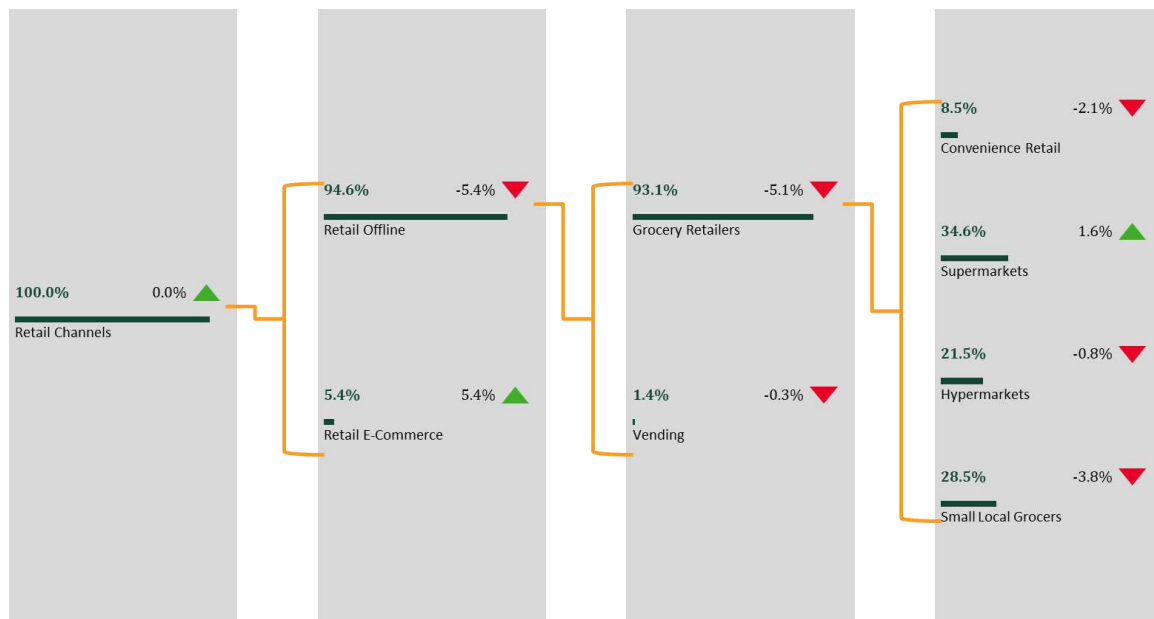 100.0% 0.0%
Retail Channels
94.6% -5.4%
Retail Offline
5.4% 5.4%
Retail E-Commerce
93.1% -5.1%
Grocery Retailers
1.4% -0.3%
Vending
8.5% -2.1%
Convenience Retail
34.6% 1.6%
Supermarkets
21.5% -0.8%
Hypermarkets
28.5% -3.8%
Small Local Grocers